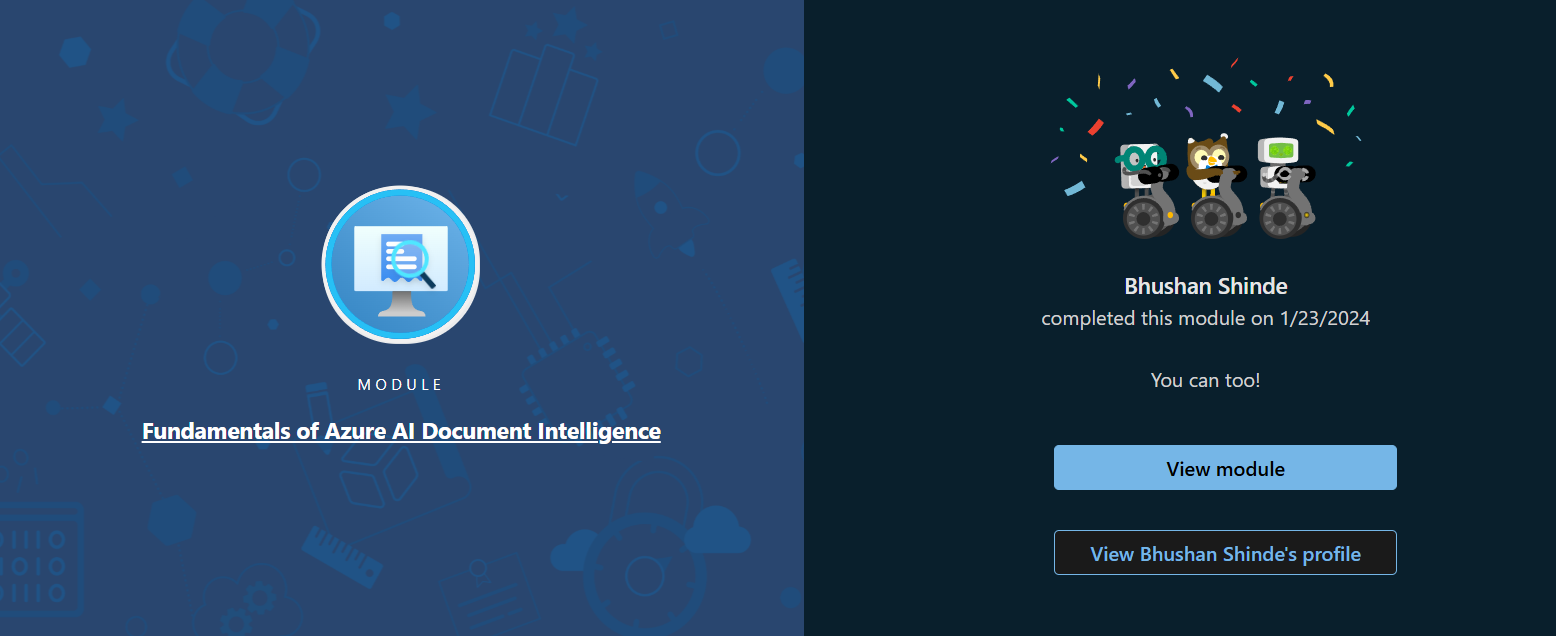 MODULE
Fundamentals of Azure AI Document Intelligence
Bhushan Shinde
completed this module on 1/23/2024
You can too!
View module
View Bhushan Shinde's profile